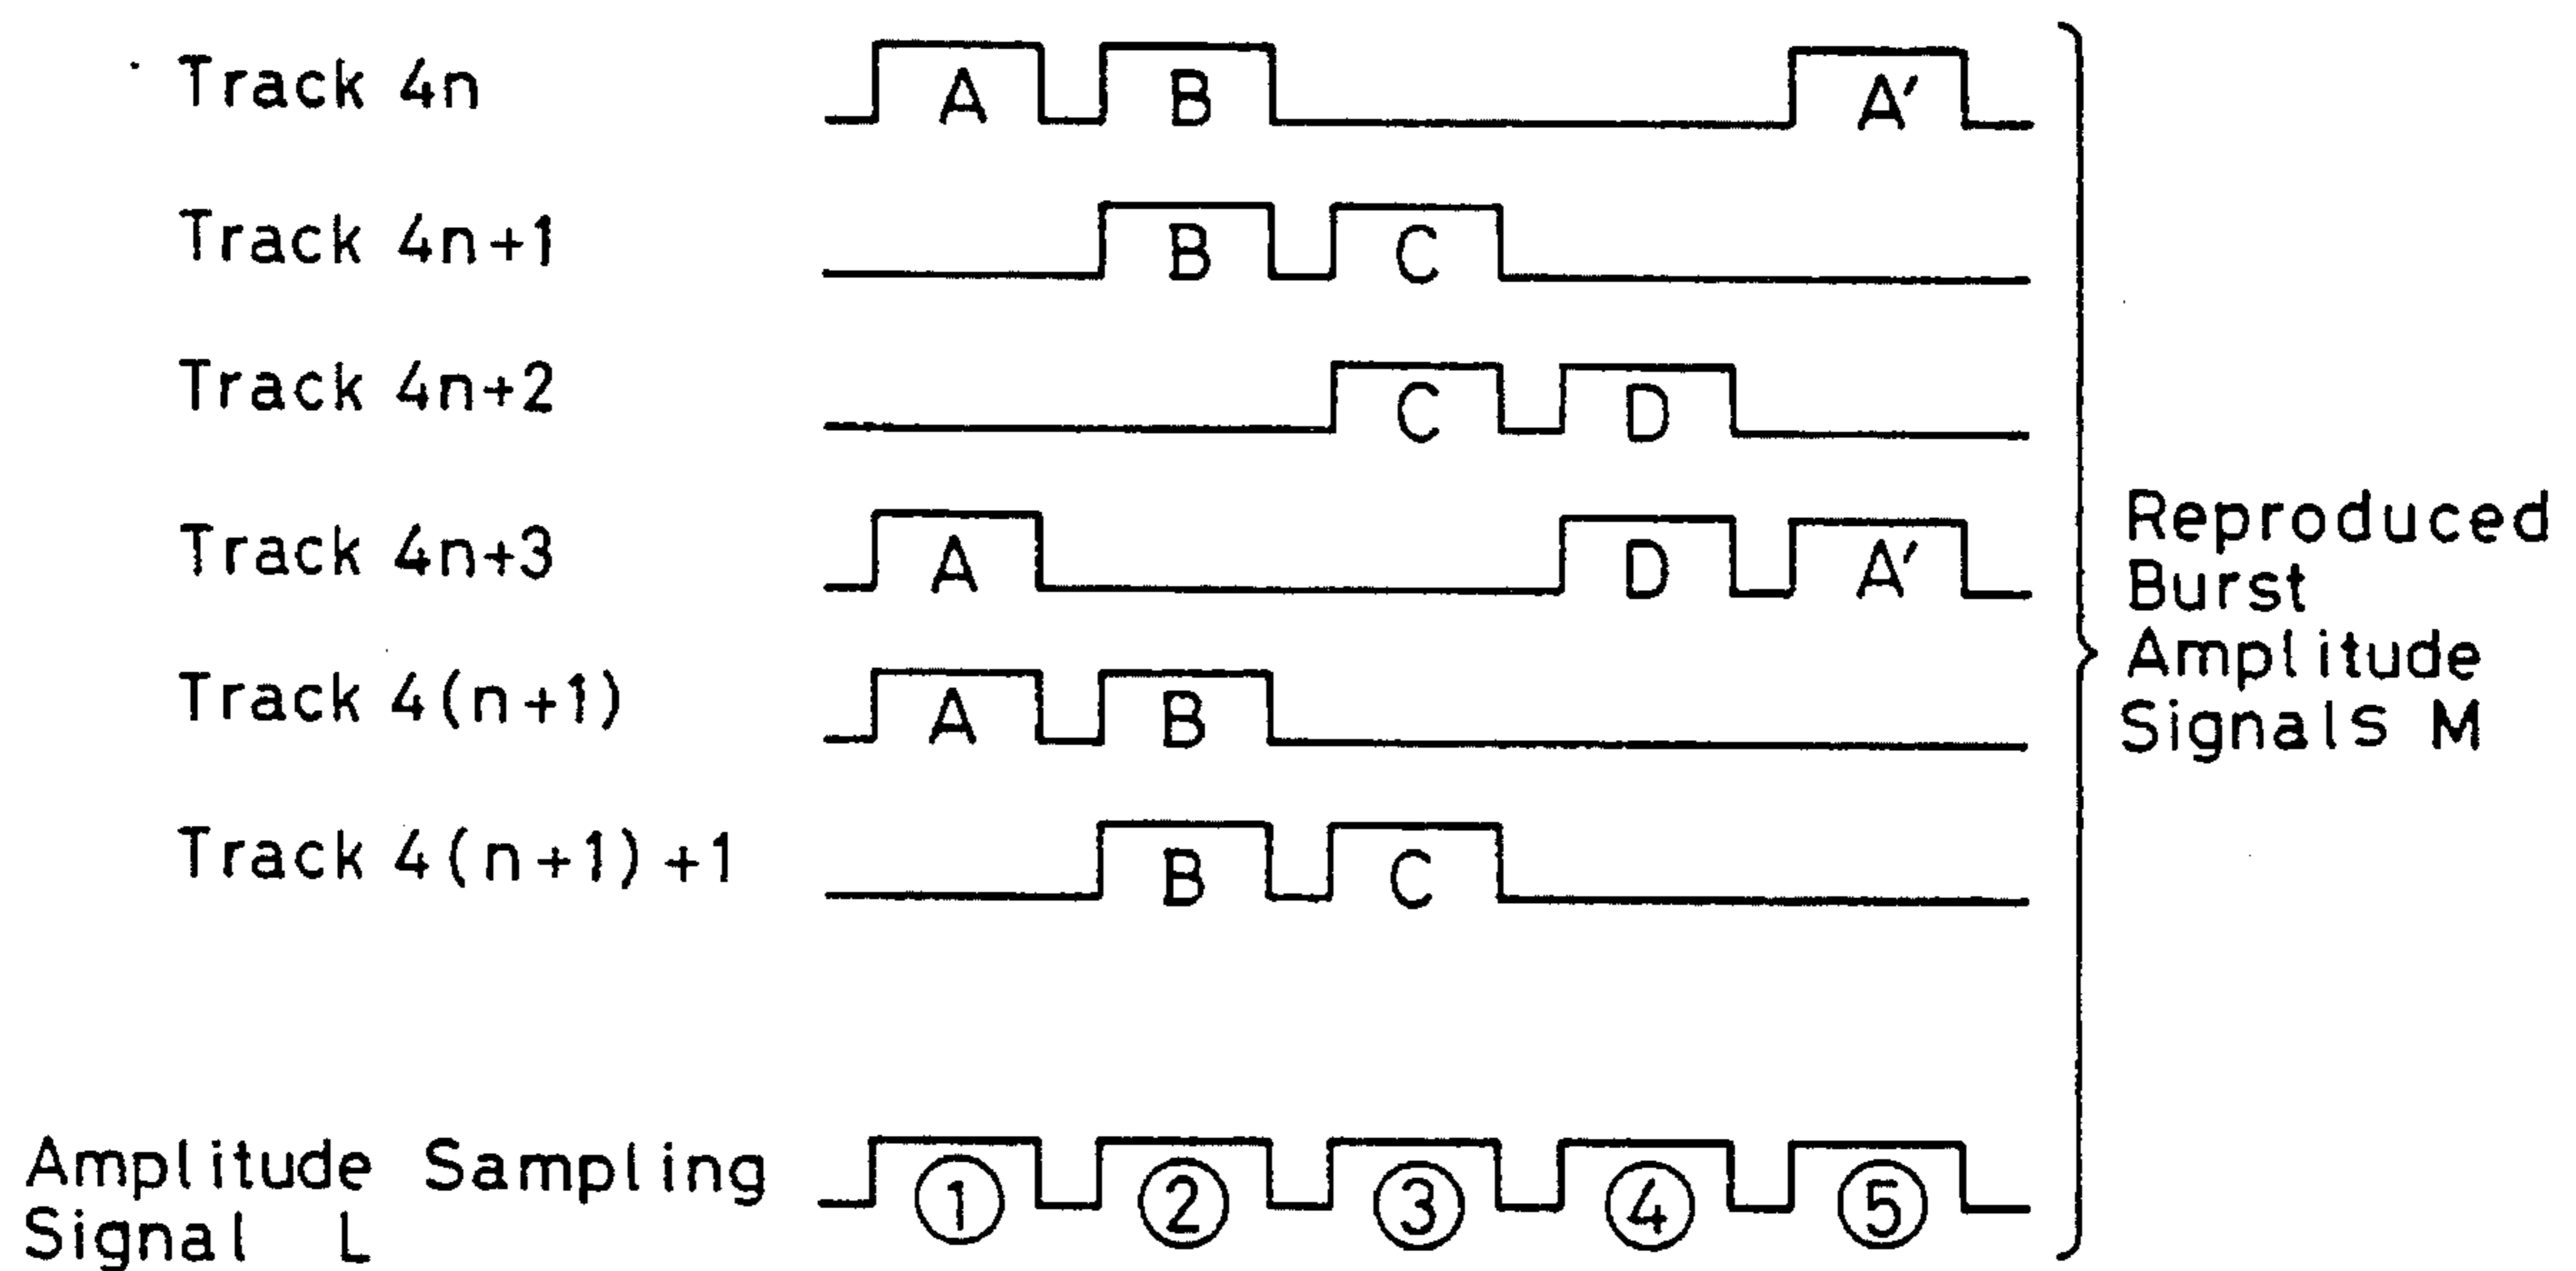 Track 4n A B A'
Track 4n+1 B C
Track 4n+2 C D
Track 4n+3 A D A'
Track 4(n+1) A B
Track 4(n+1)+1 B C
Reproduced
Burst
Amplitude
Signals M
Amplitude Sampling
Signal L
① ② ③ ④ ⑤